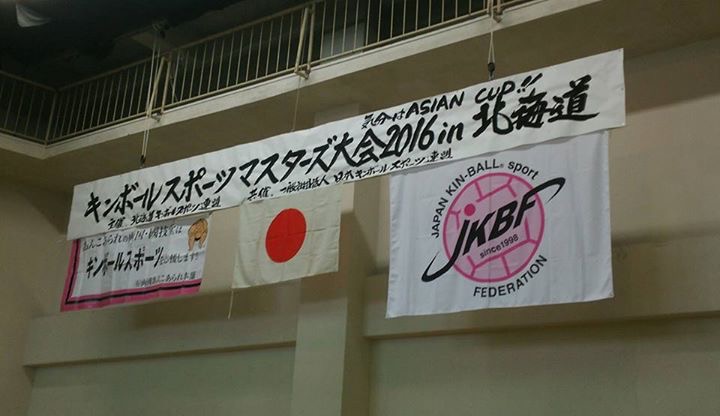 気分はASIAN CUP!!!
キンボールスポーツマスターズ大会2016in北海道
主催、北海道キンボールスポーツ連盟 共催、一般社団法人 日本キンボールスポーツ連盟
キンボールスポーツ
JAPAN KIN-BALL® sport
JKBF
since1998
FEDERATION